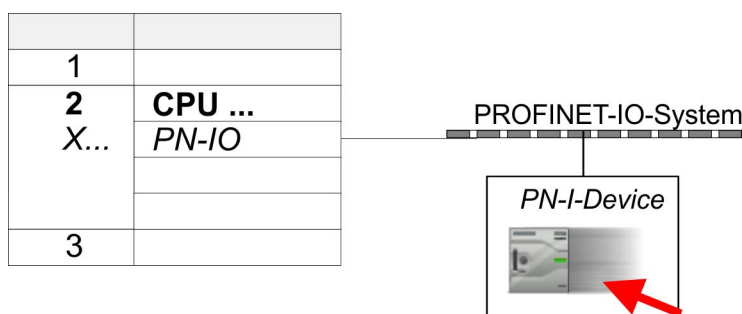 1
2 CPU ...
X... PN-IO
3
PROFINET-IO-System
PN-I-Device